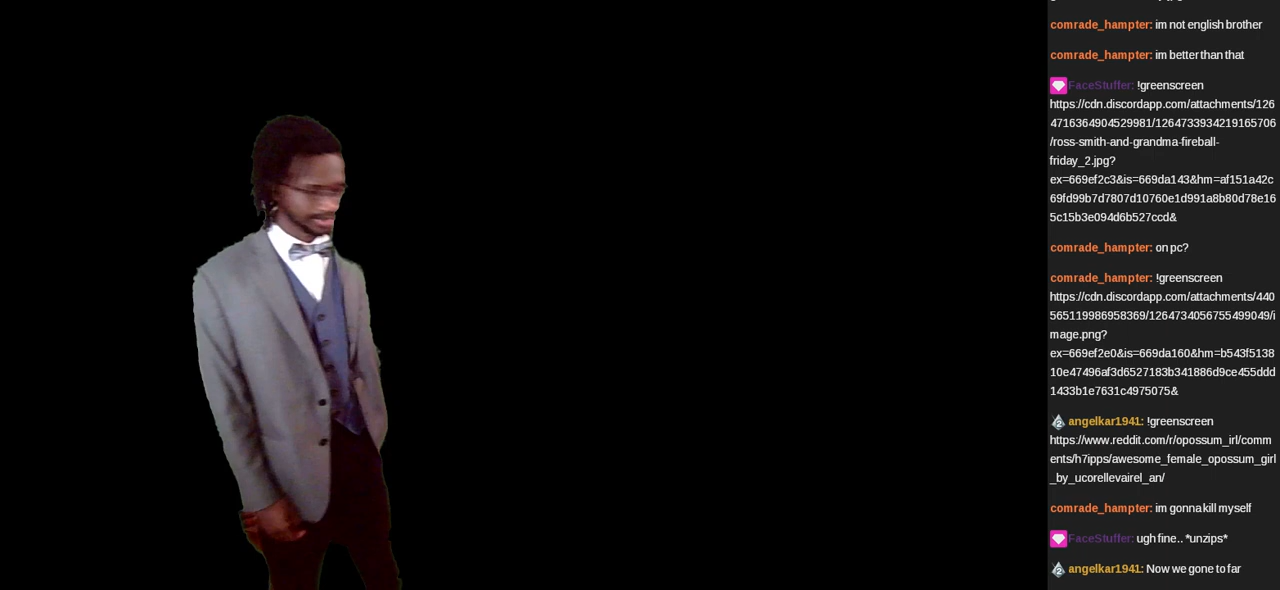 comrade_hampter: im not english brother
comrade_hampter: im better than that
FaceStuffer: !greenscreen
https://cdn.discordapp.com/attachments/126
4716364904529981/1264733934219165706
/ross-smith-and-grandma-fireball-
friday_2.jpg?
ex=669ef2c3&is=669da143&hm=af151a42c
69fd99b7d7807d10760e1d991a8b80d78e16
5c15b3e094d6b527ccd&
comrade_hampter: on pc?
comrade_hampter: !greenscreen
https://cdn.discordapp.com/attachments/440
565119986958369/1264734056755499049/i
mage.png?
ex=669ef2e0&is=669da160&hm=b543f5138
10e47496af3d6527183b341886d9ce455ddd
1433b1e7631c4975075&
2 angelkar1941: !greenscreen
https://www.reddit.com/r/opossum_irl/comm
ents/h7ipps/awesome_female_opossum_girl
_by_ucorellevairel_an/
comrade_hampter: im gonna kill myself
FaceStuffer: ugh fine.. *unzips*
2 angelkar1941: Now we gone to far